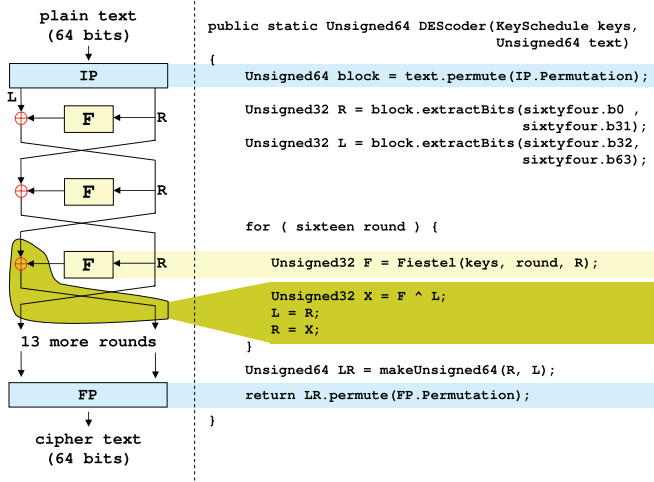 plain text
(64 bits)
IP
L
F
R
F
R
F
R
13 more rounds
FP
cipher text
(64 bits)
public static Unsigned64 DEScoder(KeySchedule keys,
Unsigned64 text)
{
Unsigned64 block = text.permute(IP.Permutation);
Unsigned32 R = block.extractBits(sixtyfour.b0 ,
sixtyfour.b31);
Unsigned32 L = block.extractBits(sixtyfour.b32,
sixtyfour.b63);
for ( sixteen round ) {
Unsigned32 F = Fiestel(keys, round, R);
Unsigned32 X = F ^ L;
L = R;
R = X;
}
Unsigned64 LR = makeUnsigned64(R, L);
return LR.permute(FP.Permutation);
}